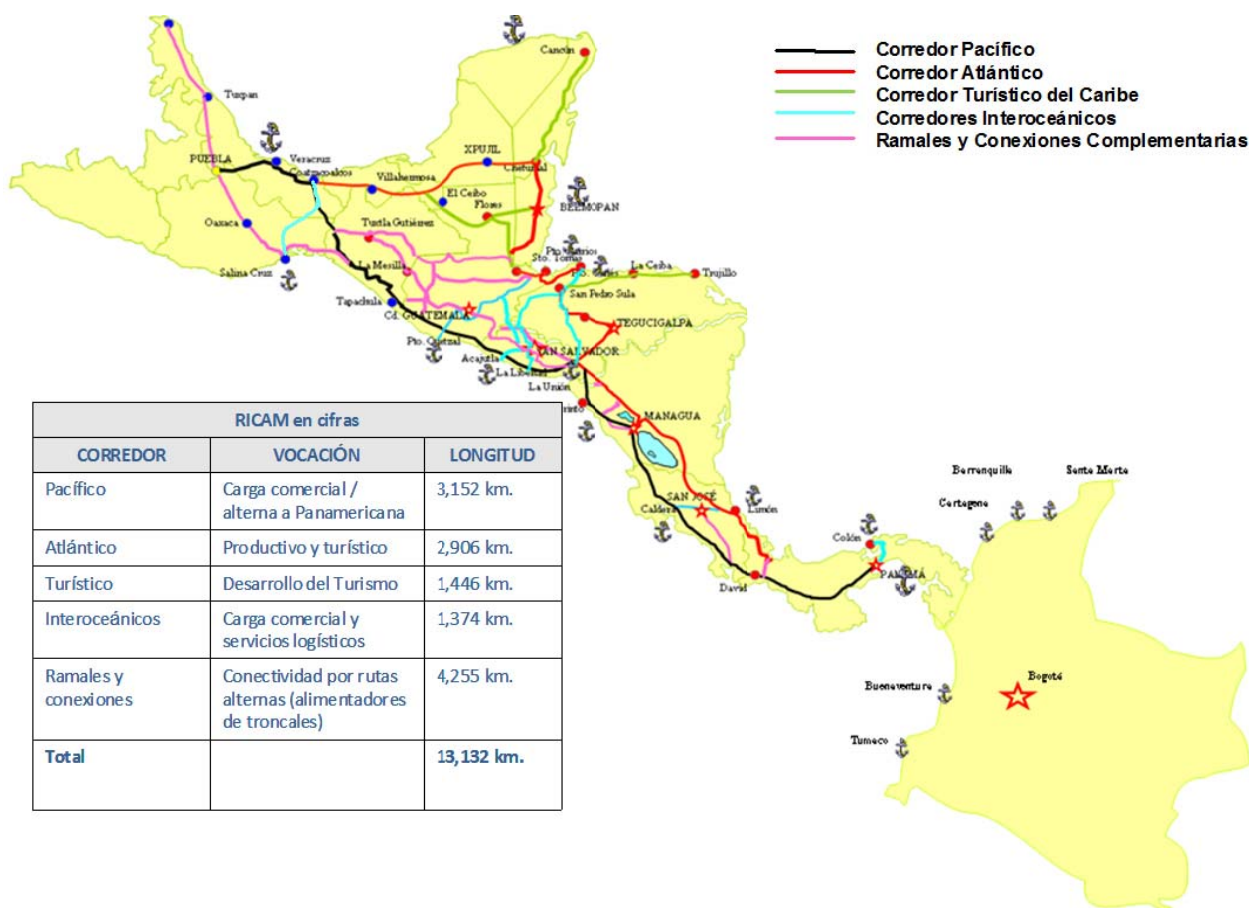 Corredor Pacífico
Corredor Atlántico
Corredor Turístico del Caribe
Corredores Interoceánicos
Ramales y Conexiones Complementarias
Cancún
Tuxpan
PUEBLA
Veracruz
Coatzacoalcos
Villahermosa
XPUJIL
Chetumal
El Ceibo
Flores
BELMOPAN
Oaxaca
Tuxtla Gutiérrez
Salina Cruz
La Mesilla
Sto. Tomas
La Ceiba
Trujillo
San Pedro Sula
Tapachula
Cd. GUATEMALA
TEGUCIGALPA
Pto. Quetzal
Acajutla
SAN SALVADOR
La Libertad
La Unión
MANAGUA
SAN JOSÉ
Caldera
Limón
Colón
PANAMÁ
David
Barranquilla
Santa Marta
Cartagena
Buenaventura
Bogotá
Tumaco
RICAM en cifras
CORREDOR VOCACIÓN LONGITUD
Pacífico Carga comercial / 3,152 km.
alterna a Panamericana
Atlántico Productivo y turístico 2,906 km.
Turístico Desarrollo del Turismo 1,446 km.
Interoceánicos Carga comercial y 1,374 km.
servicios logísticos
Ramales y Conectividad por rutas 4,255 km.
conexiones alternas (alimentadores
de troncales)
Total 13,132 km.